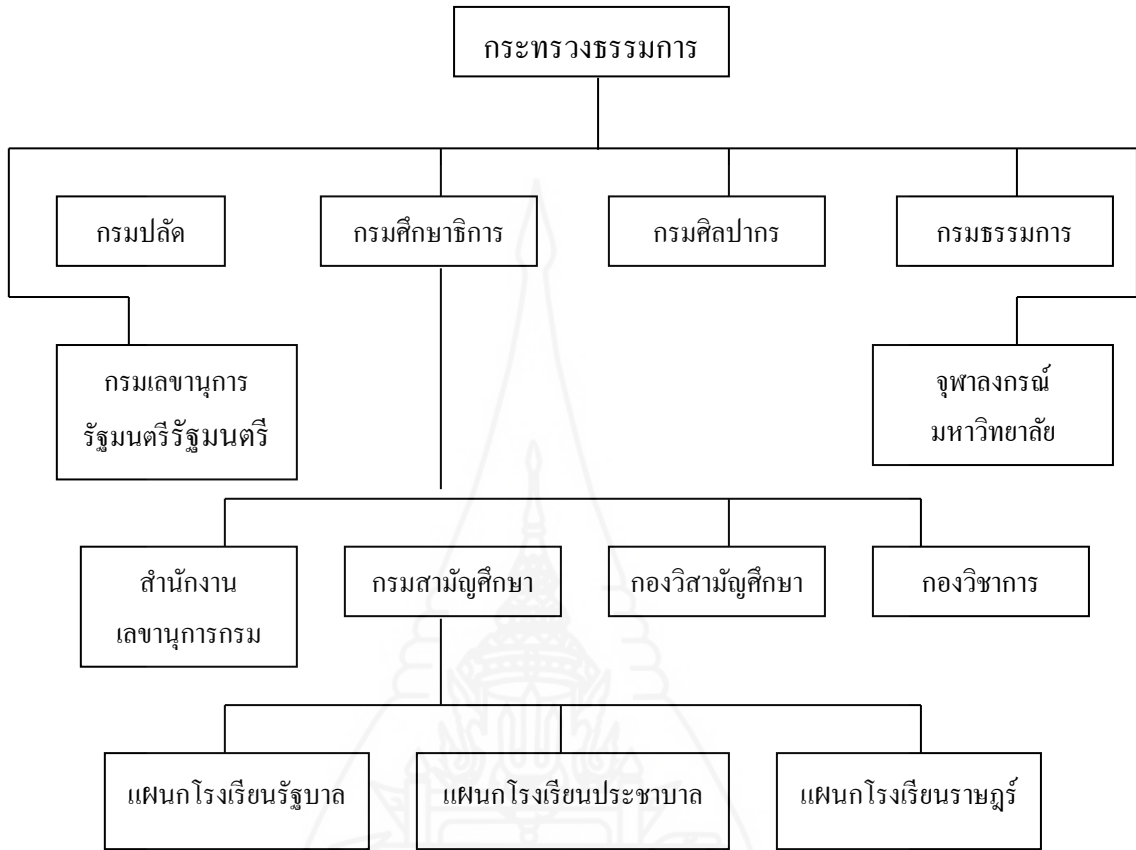 กระทรวงธรรมการ
กรมปลัด
กรมศึกษาธิการ
กรมศิลปากร
กรมธรรมการ
กรมเลขานุการ
รัฐมนตรีรัฐมนตรี
จุฬาลงกรณ์
มหาวิทยาลัย
สำนักงาน
เลขานุการกรม
กรมสามัญศึกษา
กองวิสามัญศึกษา
กองวิชาการ
แผนกโรงเรียนรัฐบาล
แผนกโรงเรียนประชาบาล
แผนกโรงเรียนราษฎร์